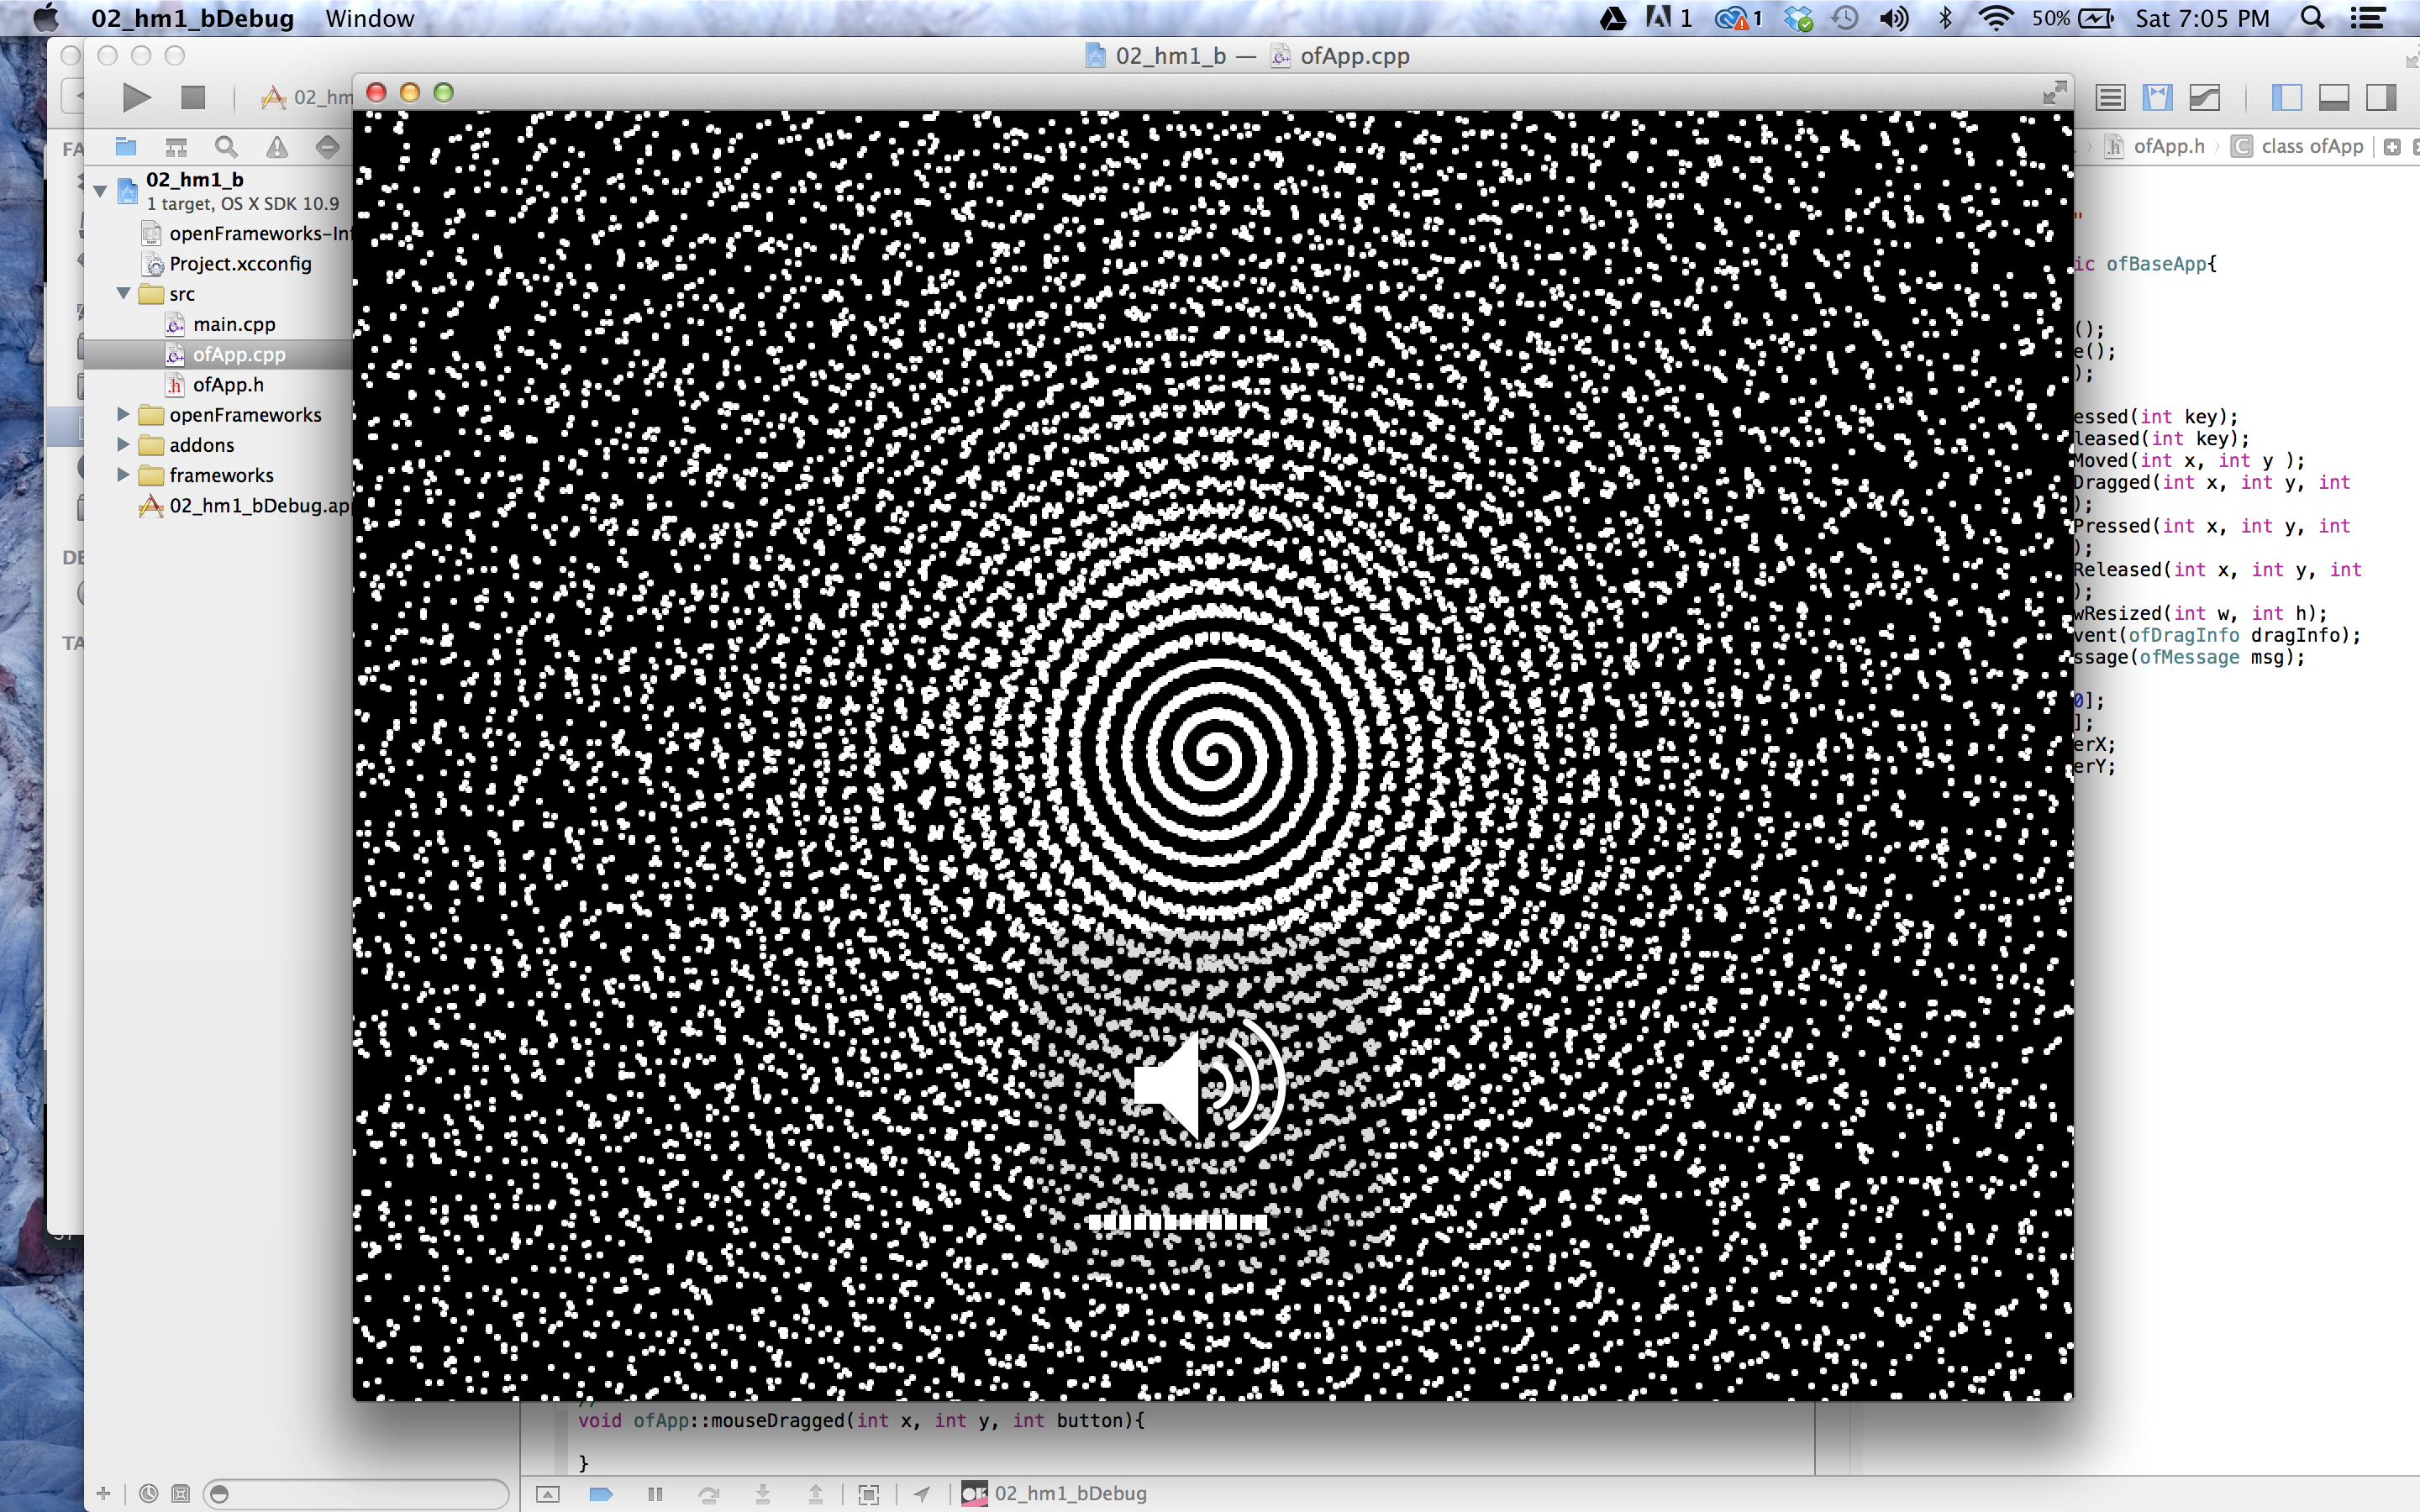 02_hm1_bDebug Window 1 1 50% Sat 7:05 PM
02_hm1_b — ofApp.cpp
02_hm
ofApp.h class ofApp
FA
02_hm1_b
1 target, OS X SDK 10.9
openFrameworks-Inf
Project.xcconfig
src
main.cpp
ofApp.cpp
ofApp.h
openFrameworks
addons
frameworks
02_hm1_bDebug.app
DE
TA
"
ic ofBaseApp{
();
e();
);
essed(int key);
leased(int key);
Moved(int x, int y );
Dragged(int x, int y, int
);
Pressed(int x, int y, int
);
Released(int x, int y, int
);
wResized(int w, int h);
vent(ofDragInfo dragInfo);
ssage(ofMessage msg);
0];
];
erX;
erY;
void ofApp::mouseDragged(int x, int y, int button){
}
02_hm1_bDebug